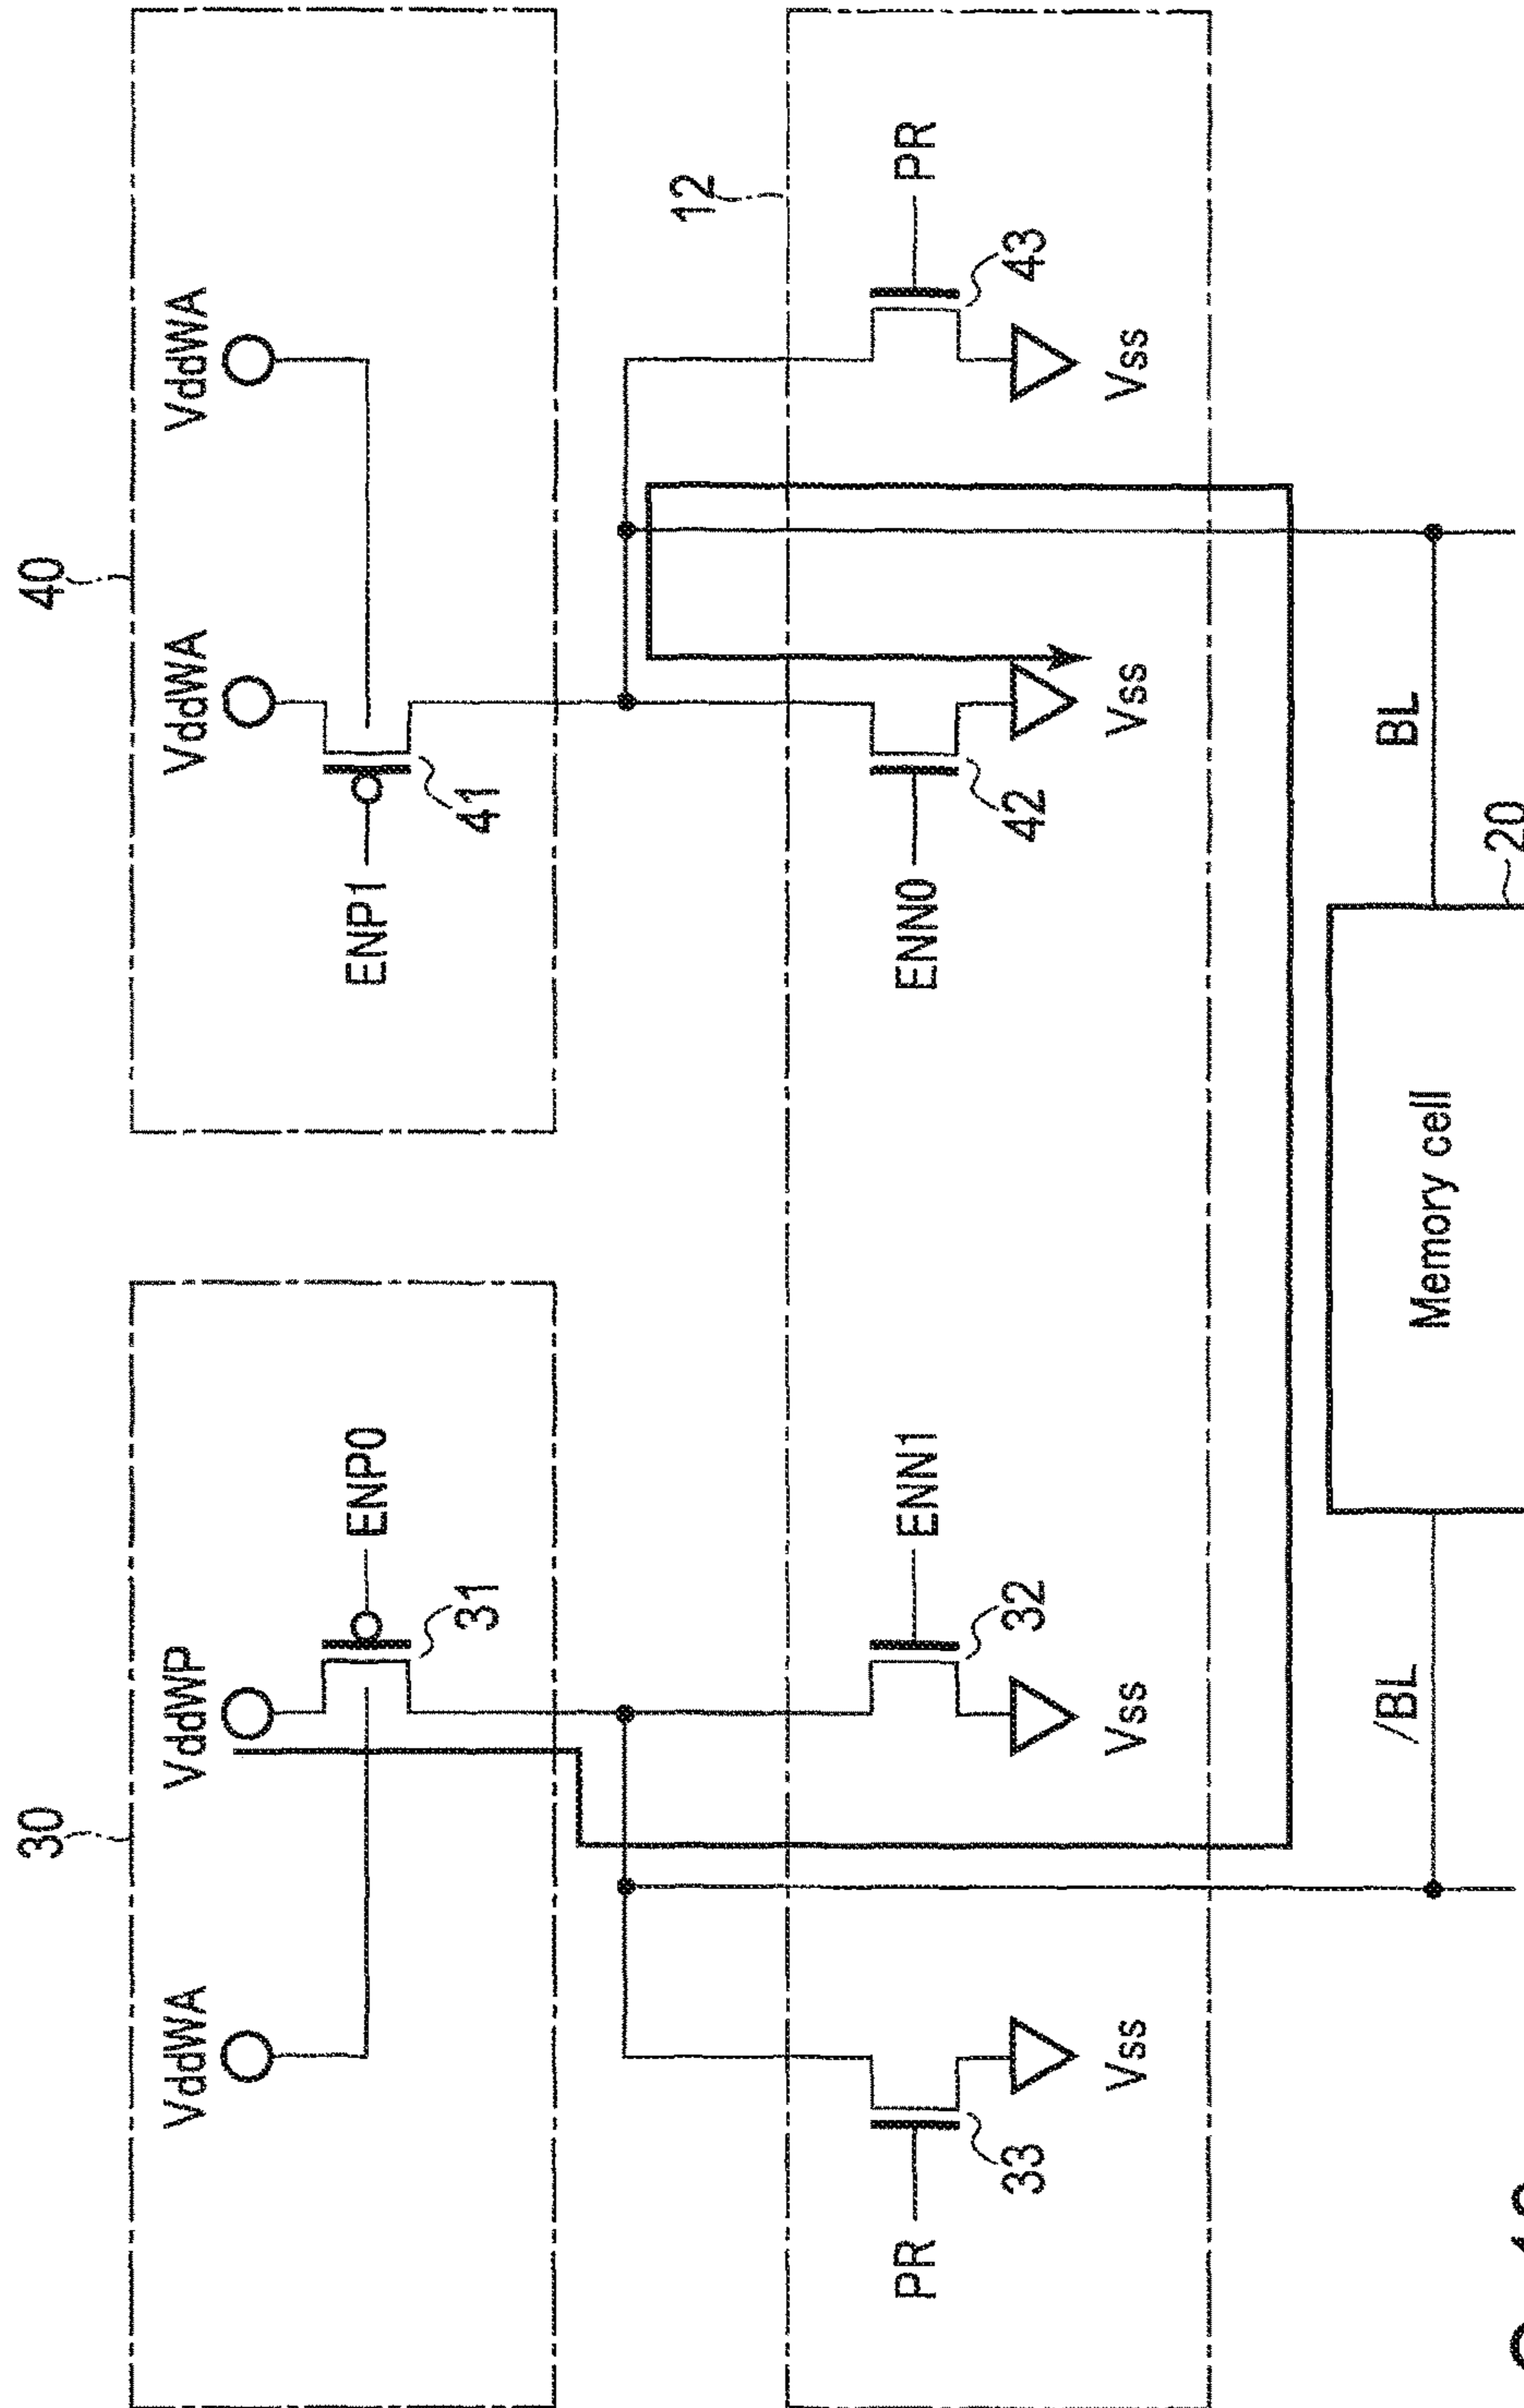 30
40
VddWA
VddWP
VddWA
VddWA
ENP0
ENP1
31
41
12
PR
ENN1
ENN0
PR
33
32
42
43
Vss
Vss
Vss
Vss
/BL
BL
Memory cell
20